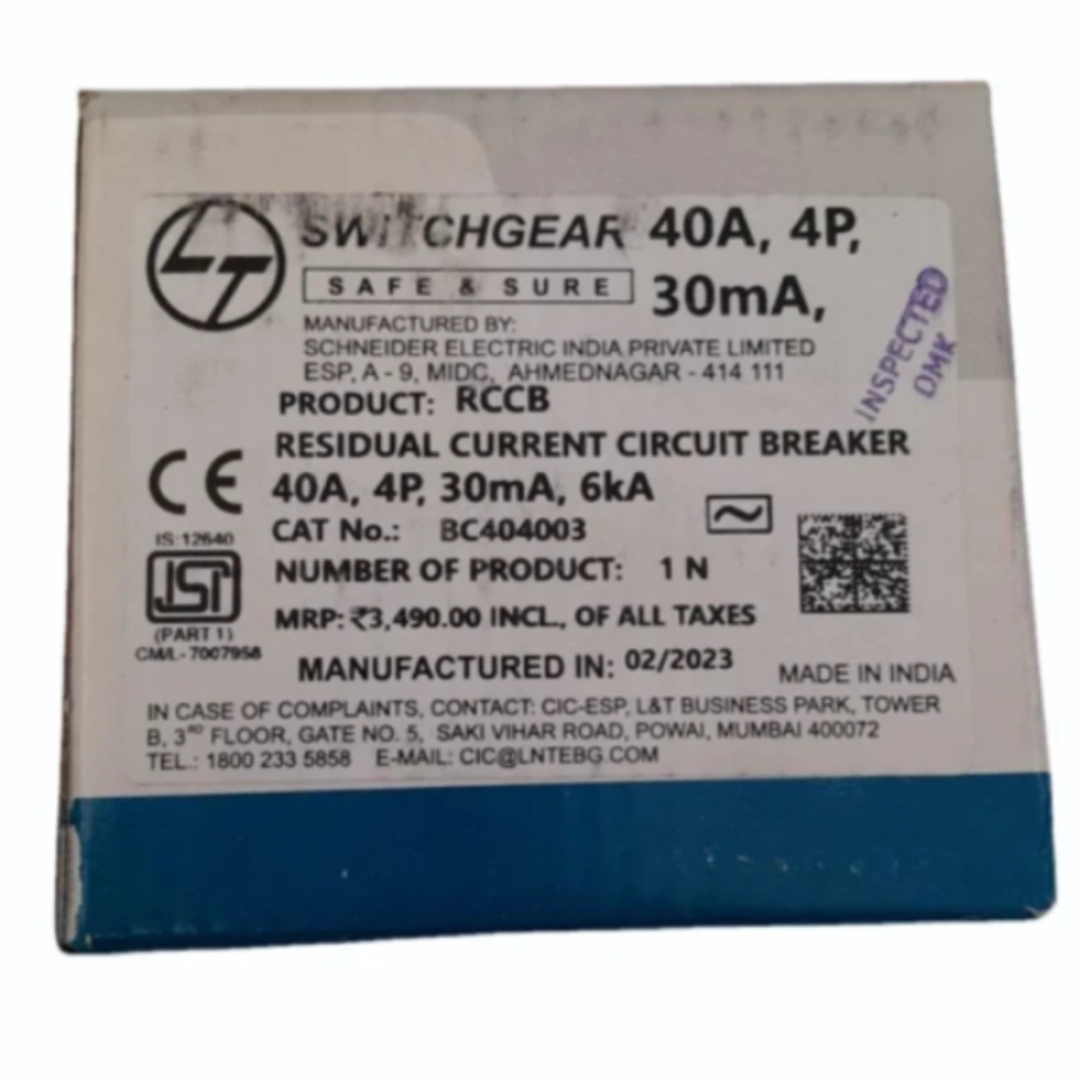 LT SWITCHGEAR 40A, 4P,
SAFE & SURE 30mA,
MANUFACTURED BY:
SCHNEIDER ELECTRIC INDIA PRIVATE LIMITED
ESP, A - 9, MIDC, AHMEDNAGAR - 414 111
INSPECTED
DMK
PRODUCT: RCCB
RESIDUAL CURRENT CIRCUIT BREAKER
CE 40A, 4P, 30mA, 6kA
CAT No.: BC404003
IS:12640
ISI
(PART 1)
CM/L-7007958
NUMBER OF PRODUCT: 1 N
MRP: ₹3,490.00 INCL., OF ALL TAXES
MANUFACTURED IN: 02/2023 MADE IN INDIA
IN CASE OF COMPLAINTS, CONTACT: CIC-ESP, L&T BUSINESS PARK, TOWER
B, 3RD FLOOR, GATE NO. 5, SAKI VIHAR ROAD, POWAI, MUMBAI 400072
TEL.: 1800 233 5858 E-MAIL: CIC@LNTEBG.COM